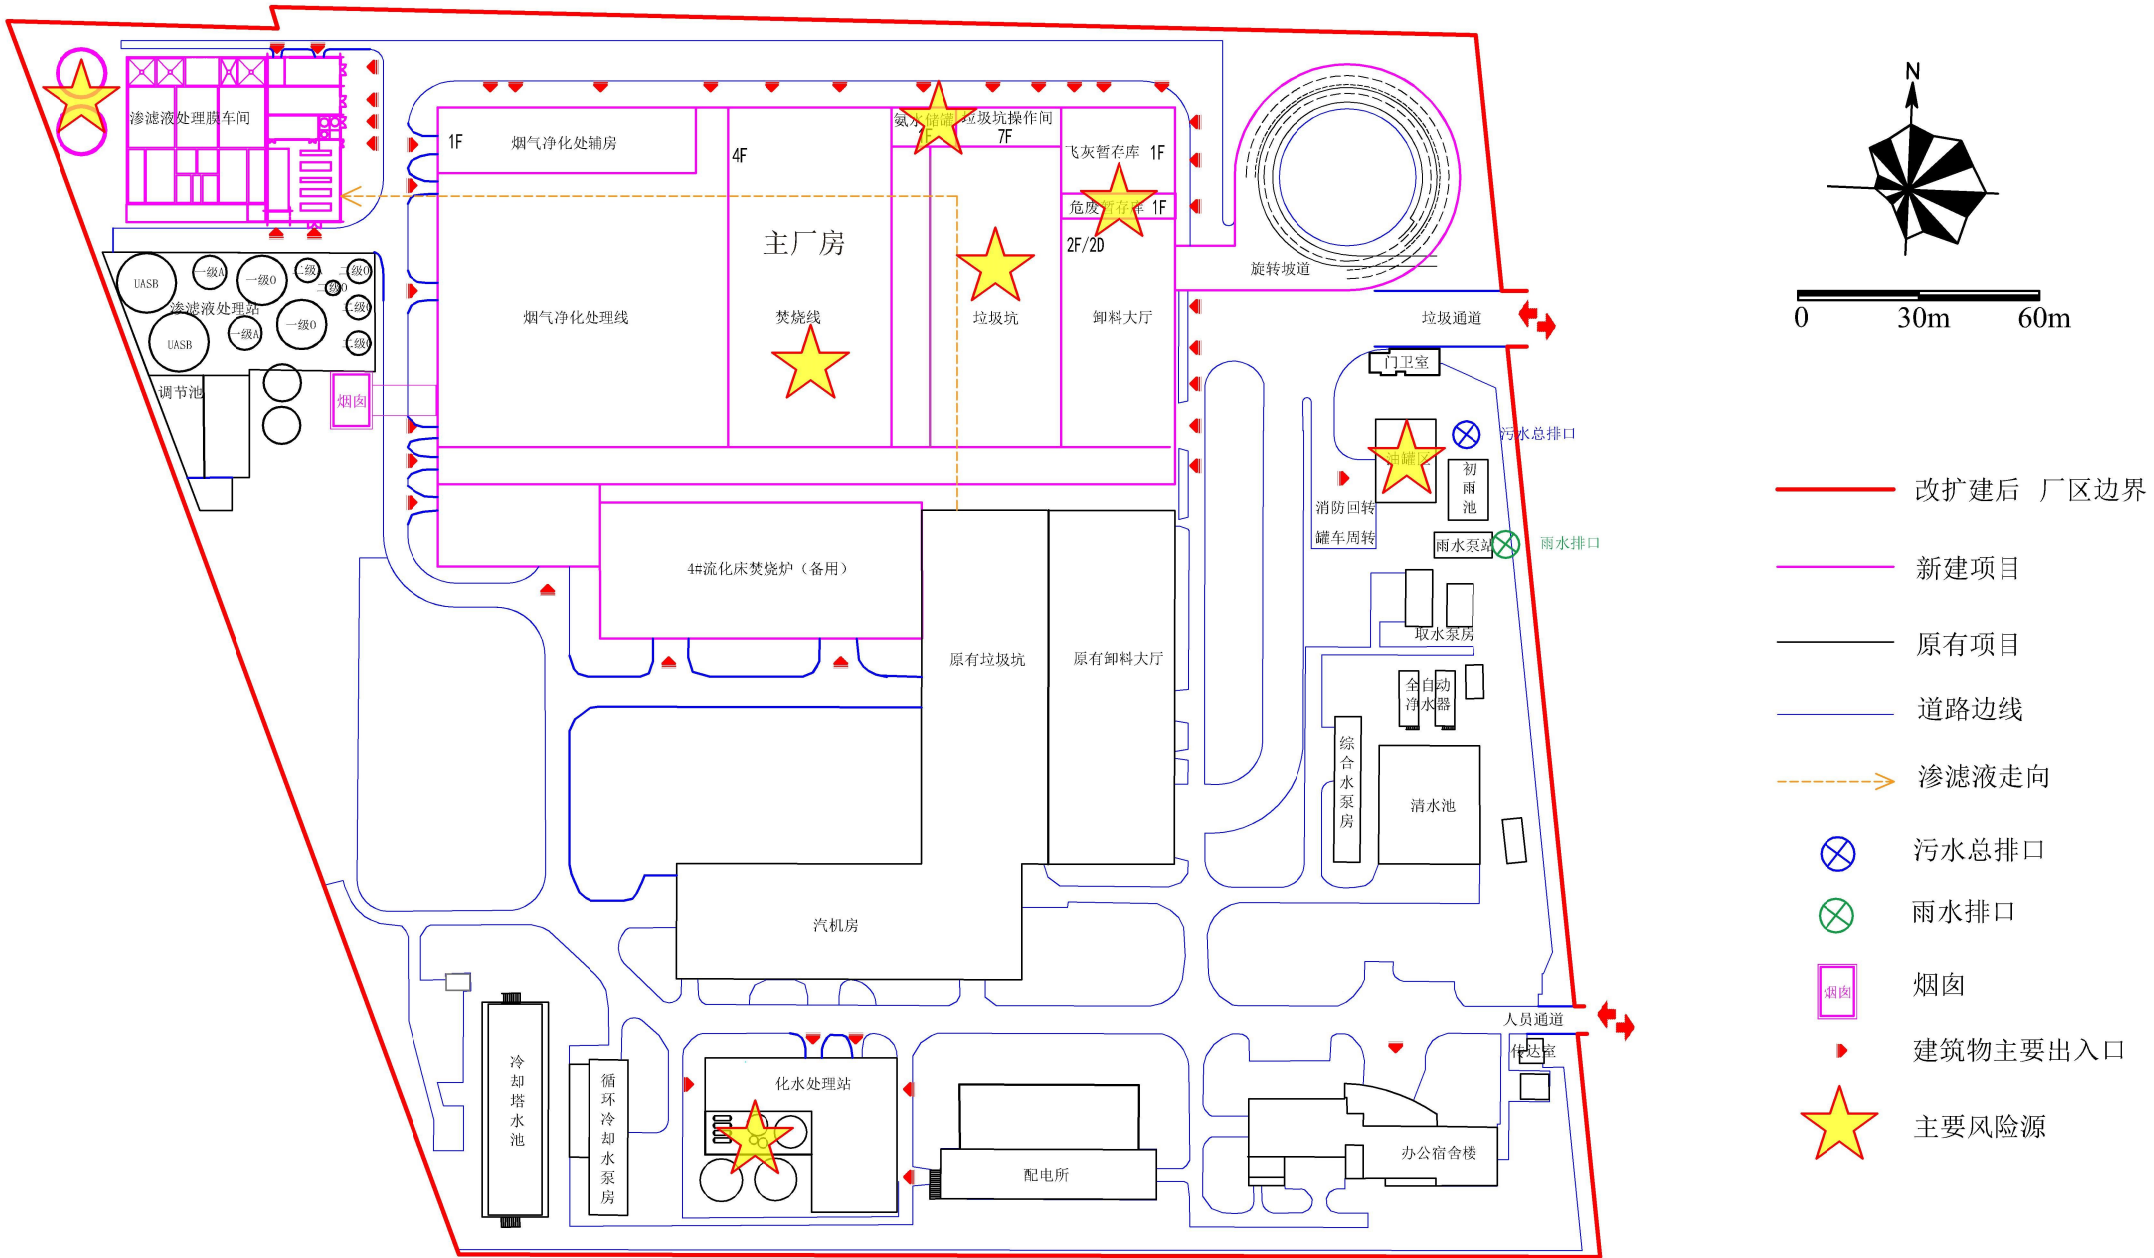 N
0
30m
60m
渗滤液处理膜车间
1F
烟气净化处辅房
4F
氨水储罐
1F
垃圾坑操作间
7F
飞灰暂存库
1F
危废暂存库
1F
2F/2D
主厂房
烟气净化处理线
焚烧线
垃圾坑
卸料大厅
旋转坡道
垃圾通道
UASB
一级A
一级O
二级A
二级O
二级O
渗滤液处理站
UASB
一级A
一级O
二级O
二级O
调节池
烟囱
门卫室
油罐区
污水总排口
初雨池
消防回转
罐车周转
雨水泵站
雨水排口
4#流化床焚烧炉（备用）
取水泵房
原有垃圾坑
原有卸料大厅
全自动
净水器
综合水泵房
清水池
汽机房
人员通道
传达室
冷却塔水池
循环冷却水泵房
化水处理站
配电所
办公宿舍楼
改扩建后 厂区边界
新建项目
原有项目
道路边线
渗滤液走向
污水总排口
雨水排口
烟囱
烟囱
建筑物主要出入口
主要风险源